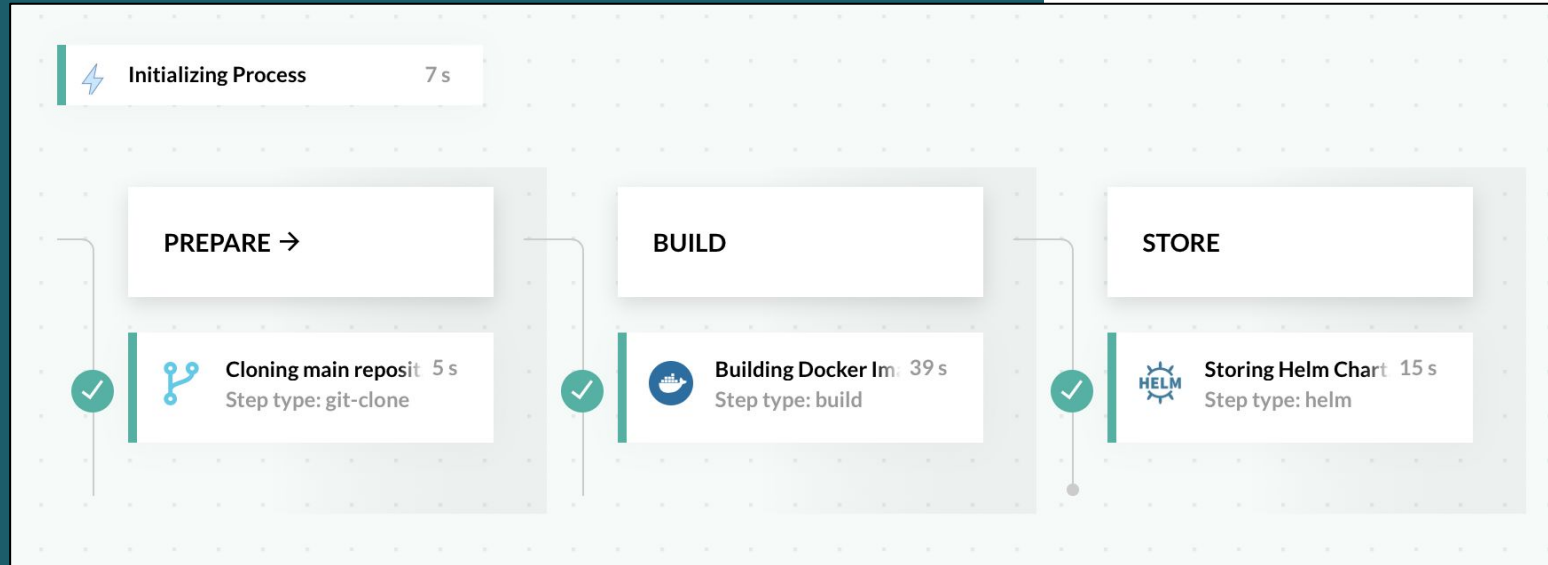 Initializing Process 7 s
PREPARE →
Cloning main reposit 5 s
Step type: git-clone
BUILD
Building Docker Im 39 s
Step type: build
STORE
HELM
Storing Helm Chart 15 s
Step type: helm